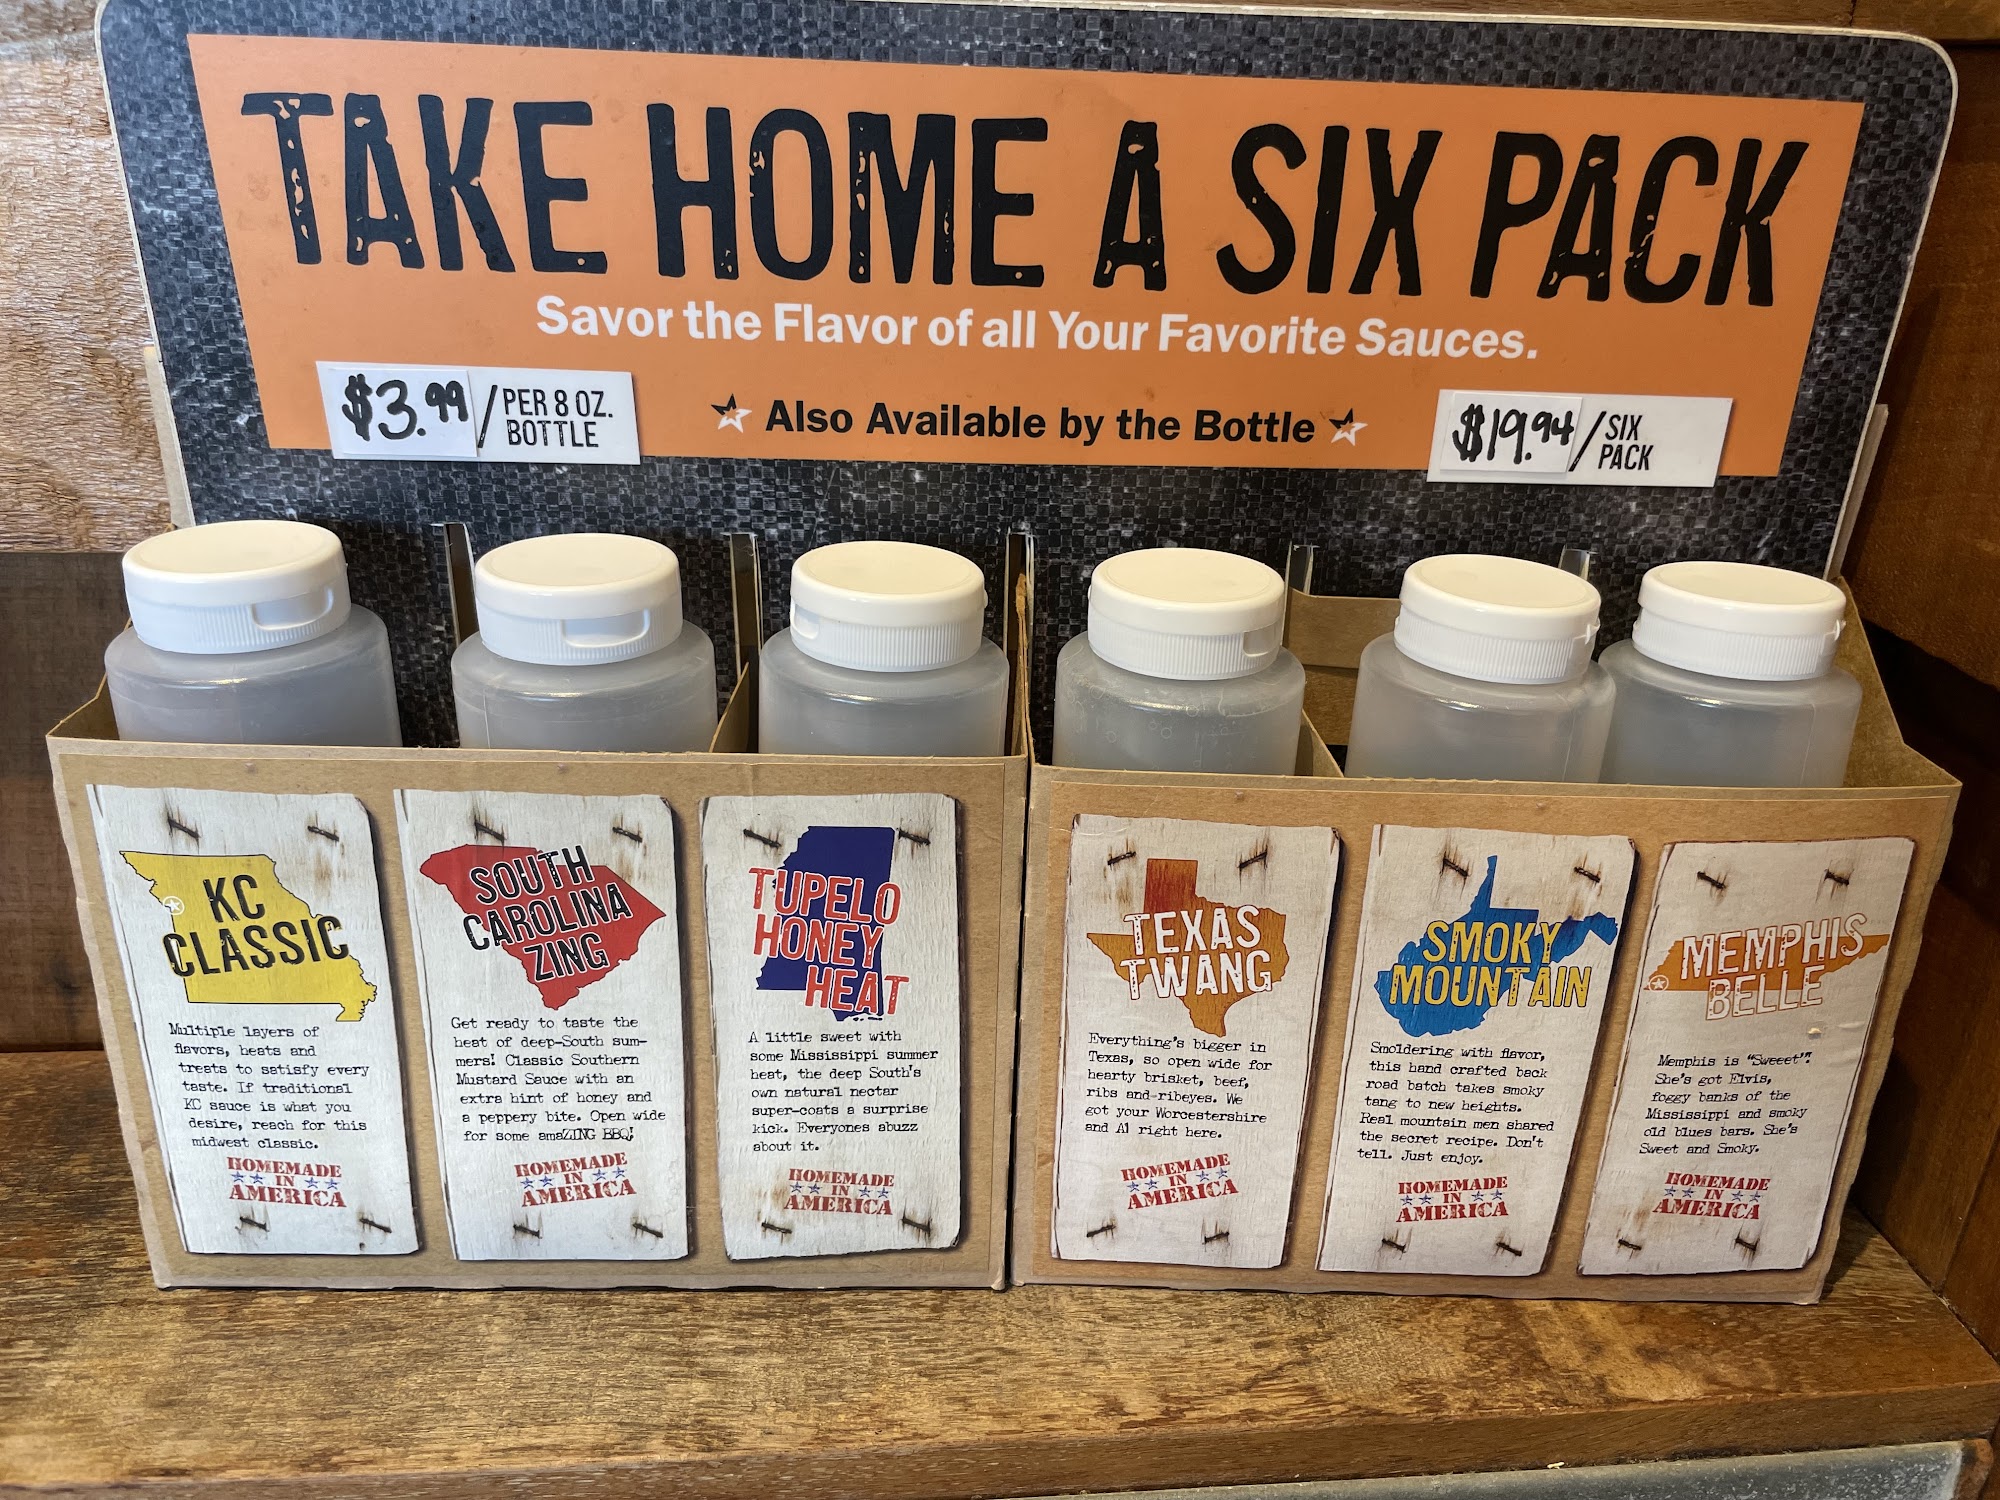 TAKE HOME A SIX PACK
Savor the Flavor of all Your Favorite Sauces.
$3.99 / PER 8 OZ.
BOTTLE
Also Available by the Bottle
$19.94 / SIX
PACK
KC
CLASSIC
Multiple layers of
flavors, heats and
treats to satisfy every
taste. If traditional
KC sauce is what you
desire, reach for this
midwest classic.
HOMEMADE
IN
AMERICA
SOUTH
CAROLINA
ZING
Get ready to taste the
heat of deep-South sum-
mers! Classic Southern
Mustard Sauce with an
extra hint of honey and
a peppery bite. Open wide
for some amaZING BBQ!
HOMEMADE
IN
AMERICA
TUPELO
HONEY
HEAT
A little sweet with
some Mississippi summer
heat, the deep South's
own natural nectar
super-coats a surprise
kick. Everyones abuzz
about it.
HOMEMADE
IN
AMERICA
TEXAS
TWANG
Everything's bigger in
Texas, so open wide for
hearty brisket, beef,
ribs and ribeyes. We
got your Worcestershire
and A1 right here.
HOMEMADE
IN
AMERICA
SMOKY
MOUNTAIN
Smoldering with flavor,
this hand crafted back
road batch takes smoky
tang to new heights.
Real mountain men shared
the secret recipe. Don't
tell. Just enjoy.
HOMEMADE
IN
AMERICA
MEMPHIS
BELLE
Memphis is "Sweeet"!
She's got Elvis,
foggy banks of the
Mississippi and smoky
old blues bars. She's
Sweet and Smoky.
HOMEMADE
IN
AMERICA